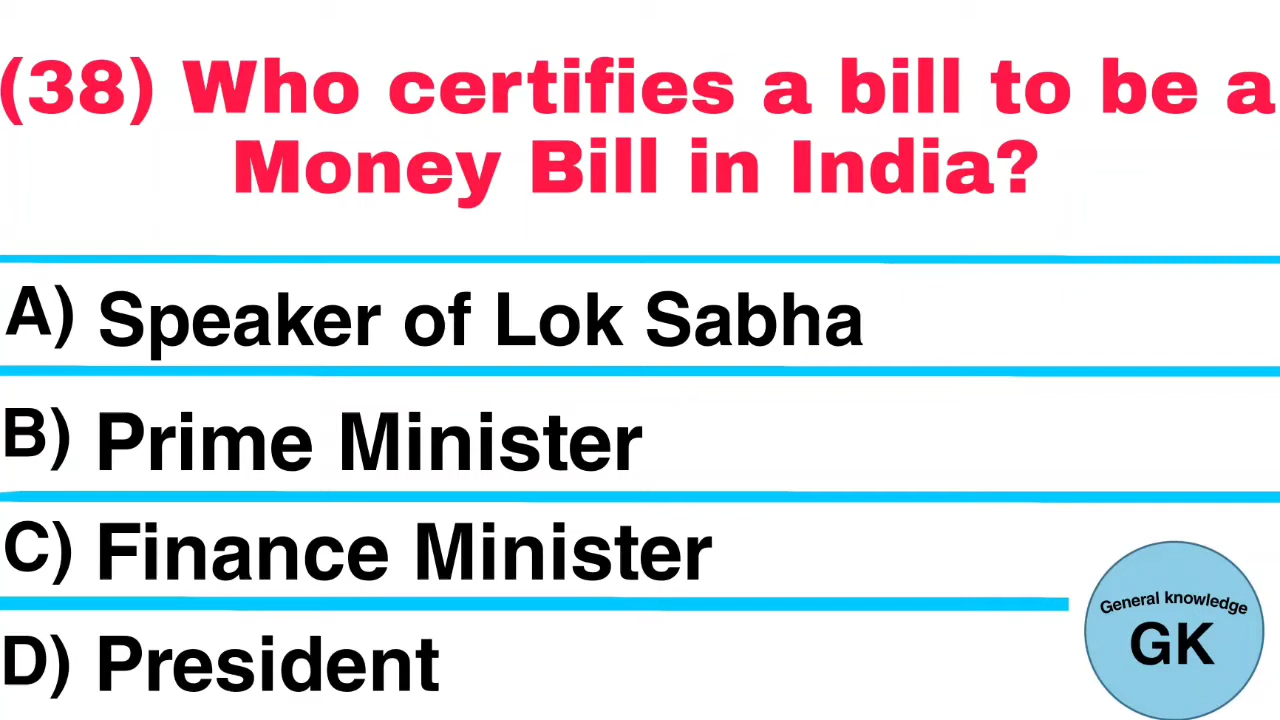 (38) Who certifies a bill to be a
Money Bill in India?
A) Speaker of Lok Sabha
B) Prime Minister
C) Finance Minister
D) President
General knowledge
GK